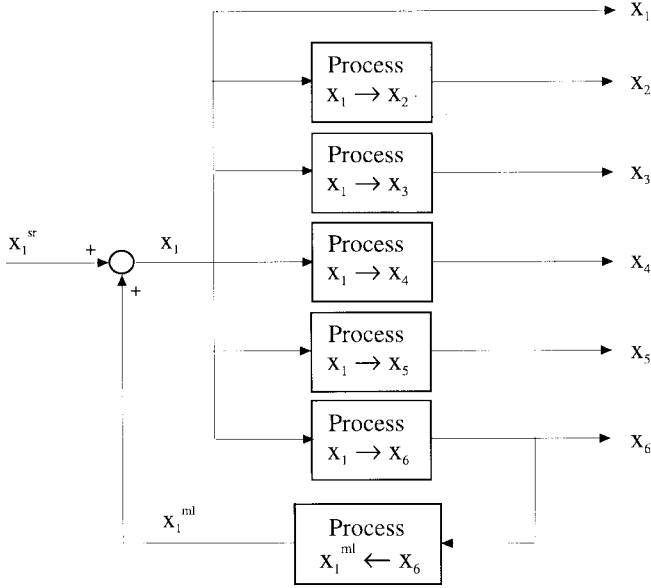 x₁
Process
x₁ → x₂
x₂
Process
x₁ → x₃
x₃
x₁ˢʳ
+
+
x₁
Process
x₁ → x₄
x₄
Process
x₁ → x₅
x₅
Process
x₁ → x₆
x₆
x₁ᵐˡ
Process
x₁ᵐˡ ← x₆